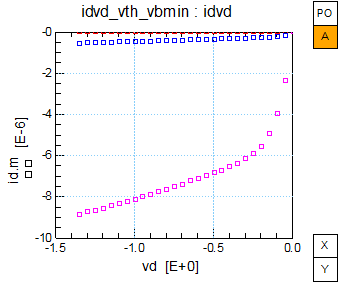 idvd_vth_vbmin : idvd
PO
A
-0
-2
-4
-6
-8
-10
id.m [E-6]
-1.5
-1.0
-0.5
0.0
vd [E+0]
X
Y